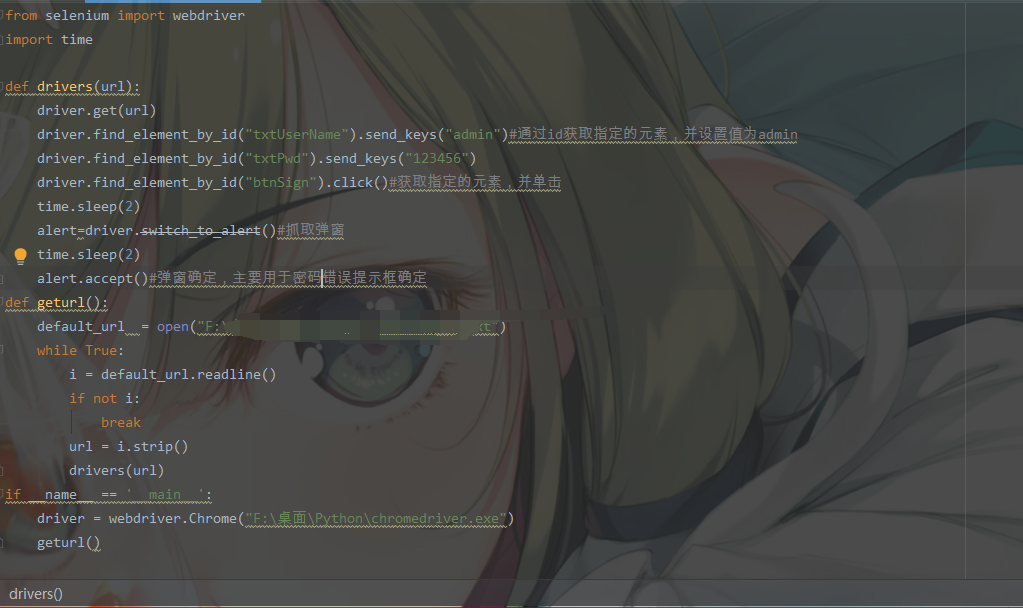 from selenium import webdriver
import time
def drivers(url):
driver.get(url)
driver.find_element_by_id("txtUserName").send_keys("admin")#通过id获取指定的元素，并设置值为admin
driver.find_element_by_id("txtPwd").send_keys("123456")
driver.find_element_by_id("btnSign").click()#获取指定的元素，并单击
time.sleep(2)
alert=driver.switch_to_alert()#抓取弹窗
time.sleep(2)
alert.accept()#弹窗确定，主要用于密码错误提示框确定
def geturl():
default_url = open("F:\ xt")
while True:
i = default_url.readline()
if not i:
break
url = i.strip()
drivers(url)
if __name__ == '__main__':
driver = webdriver.Chrome("F:\桌面\Python\chromedriver.exe")
geturl()
drivers()